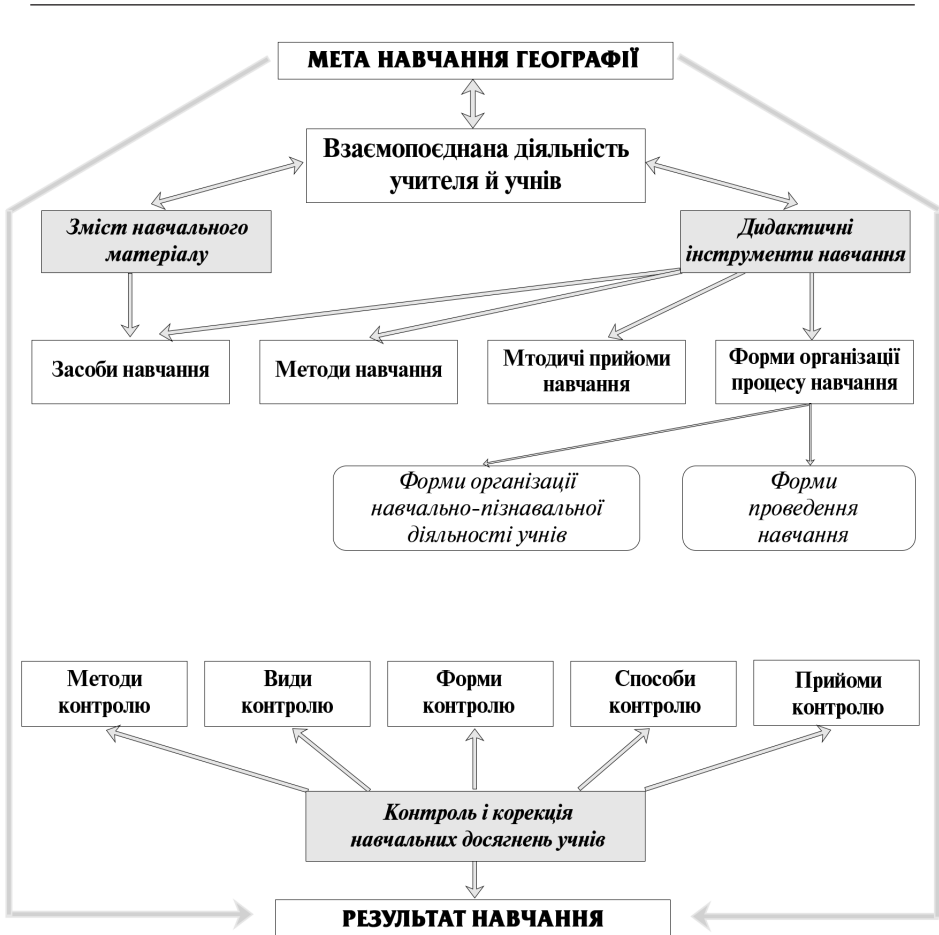 МЕТА НАВЧАННЯ ГЕОГРАФІЇ
Взаємопоєднана діяльність
учителя й учнів
Зміст навчального
матеріалу
Дидактичні
інструменти навчання
Засоби навчання
Методи навчання
Мтодичі прийоми
навчання
Форми організації
процесу навчання
Форми організації
навчально-пізнавальної
діяльності учнів
Форми
проведення
навчання
Методи
контролю
Види
контролю
Форми
контролю
Способи
контролю
Прийоми
контролю
Контроль і корекція
навчальних досягнень учнів
РЕЗУЛЬТАТ НАВЧАННЯ